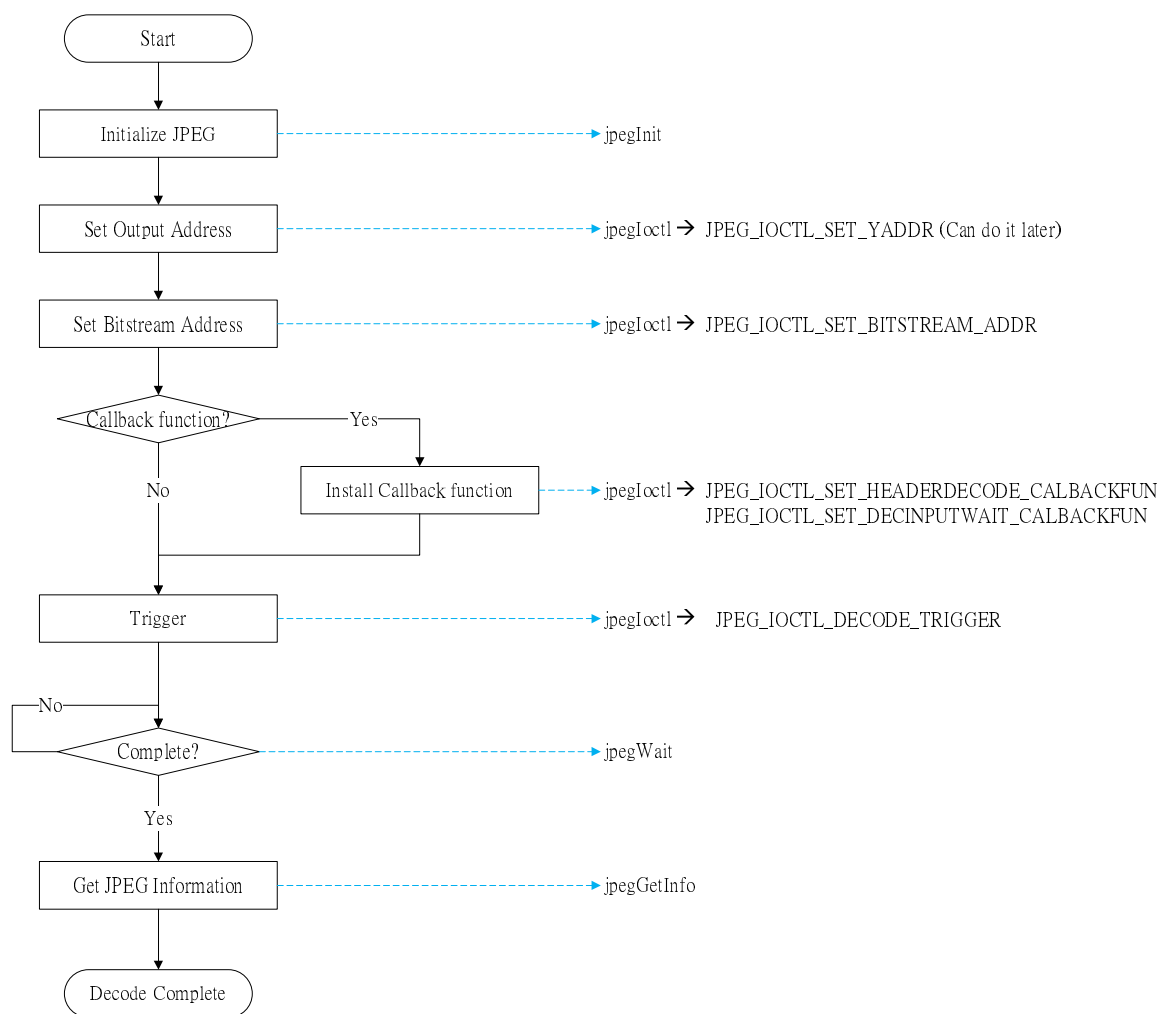 Start
Initialize JPEG
jpegInit
Set Output Address
jpegIoctl → JPEG_IOCTL_SET_YADDR (Can do it later)
Set Bitstream Address
jpegIoctl → JPEG_IOCTL_SET_BITSTREAM_ADDR
Callback function?
Yes
No
Install Callback function
jpegIoctl → JPEG_IOCTL_SET_HEADERDECODE_CALBACKFUN
JPEG_IOCTL_SET_DECINPUTWAIT_CALBACKFUN
Trigger
jpegIoctl → JPEG_IOCTL_DECODE_TRIGGER
No
Complete?
jpegWait
Yes
Get JPEG Information
jpegGetInfo
Decode Complete